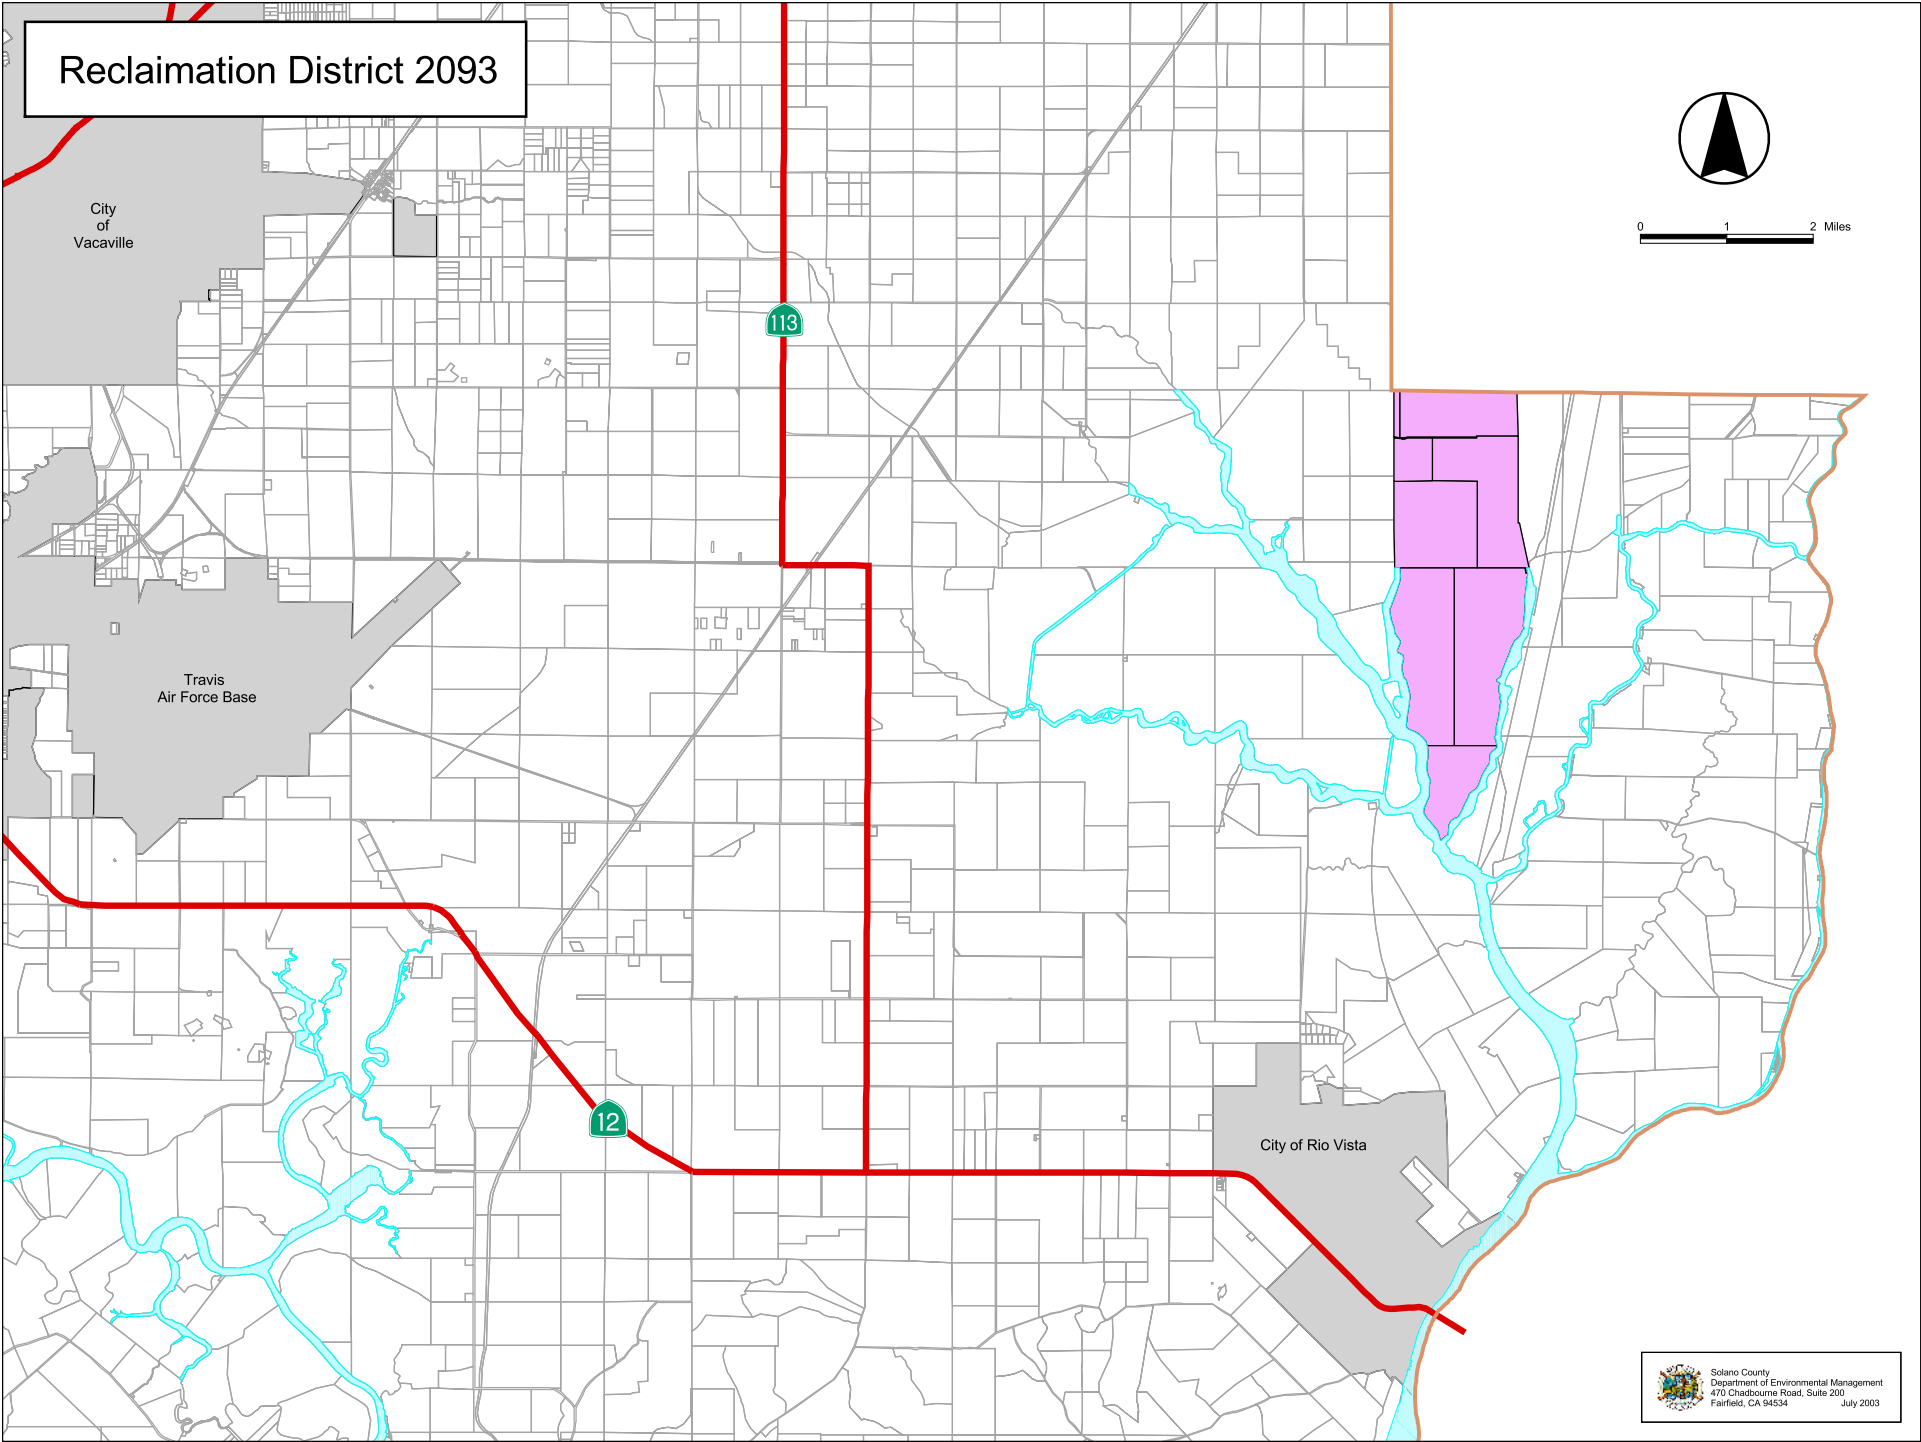 Reclaimation District 2093
City
of
Vacaville
0 1 2 Miles
113
Travis
Air Force Base
12
City of Rio Vista
Solano County
Department of Environmental Management
470 Chadbourne Road, Suite 200
Fairfield, CA 94534 July 2003